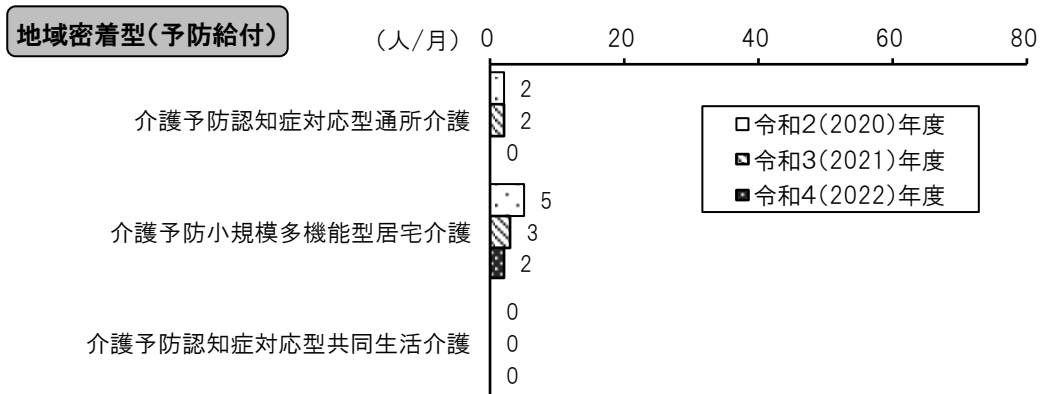 地域密着型(予防給付)
(人/月) 0 20 40 60 80
介護予防認知症対応型通所介護
2
2
0
介護予防小規模多機能型居宅介護
5
3
2
介護予防認知症対応型共同生活介護
0
0
0
令和2(2020)年度
令和3(2021)年度
令和4(2022)年度